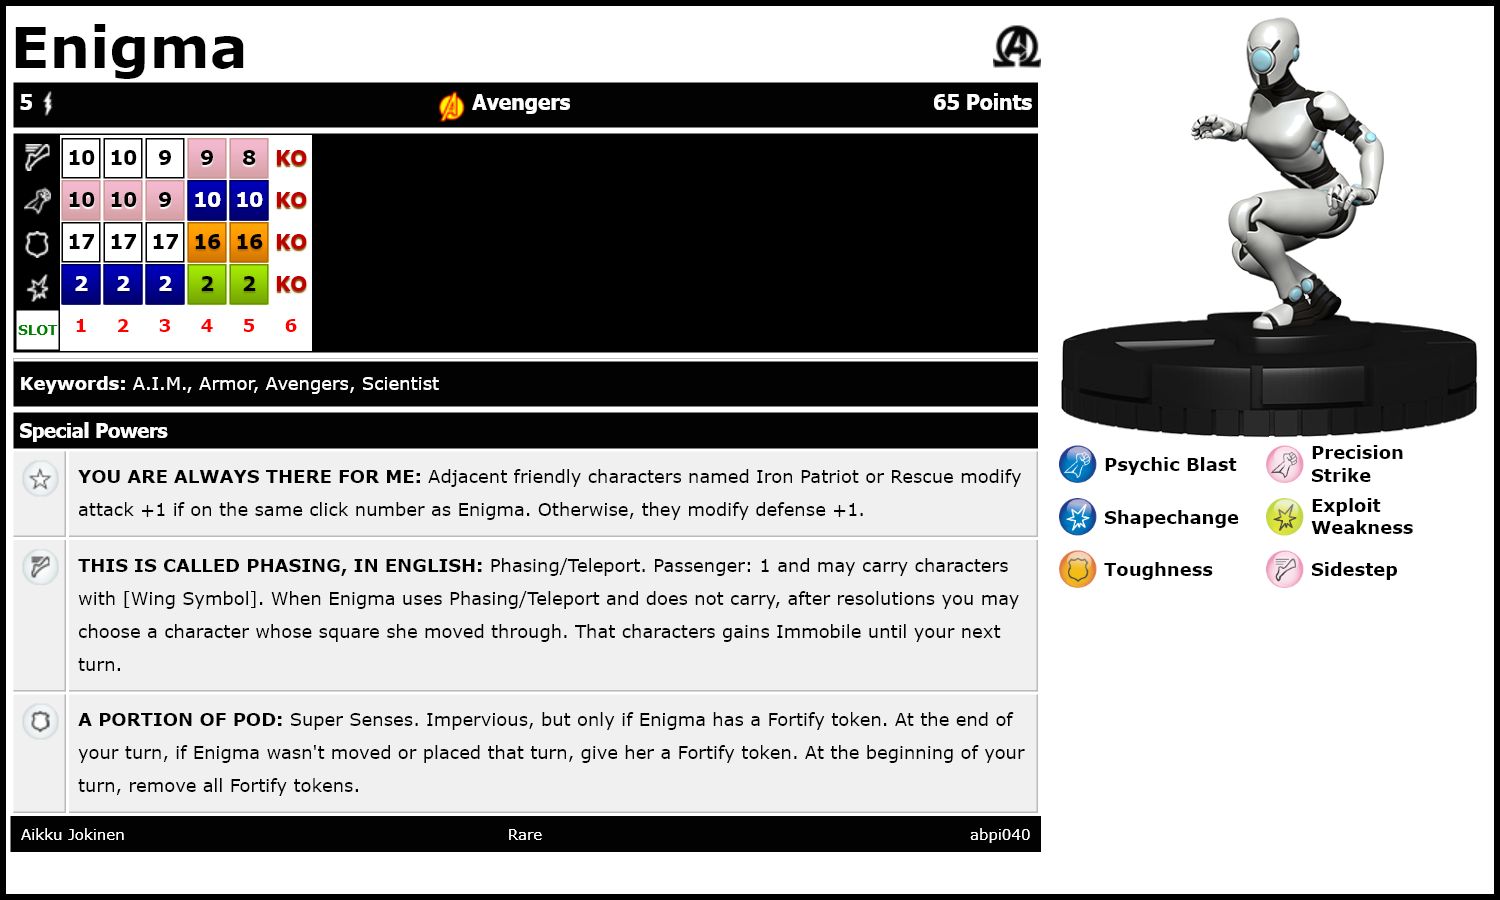 Enigma
5 Avengers 65 Points
10 10 9 9 8 KO
10 10 9 10 10 KO
17 17 17 16 16 KO
2 2 2 2 2 KO
SLOT 1 2 3 4 5 6
Keywords: A.I.M., Armor, Avengers, Scientist
Special Powers
YOU ARE ALWAYS THERE FOR ME: Adjacent friendly characters named Iron Patriot or Rescue modify
attack +1 if on the same click number as Enigma. Otherwise, they modify defense +1.
THIS IS CALLED PHASING, IN ENGLISH: Phasing/Teleport. Passenger: 1 and may carry characters
with [Wing Symbol]. When Enigma uses Phasing/Teleport and does not carry, after resolutions you may
choose a character whose square she moved through. That characters gains Immobile until your next
turn.
A PORTION OF POD: Super Senses. Impervious, but only if Enigma has a Fortify token. At the end of
your turn, if Enigma wasn't moved or placed that turn, give her a Fortify token. At the beginning of your
turn, remove all Fortify tokens.
Aikku Jokinen Rare abpi040
Psychic Blast
Precision
Strike
Shapechange
Exploit
Weakness
Toughness
Sidestep